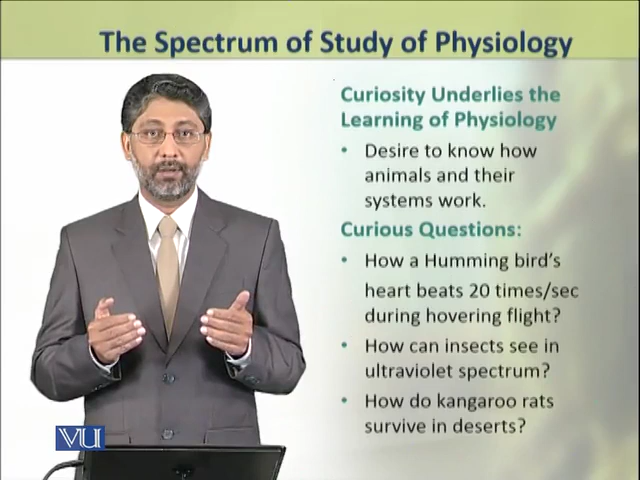 The Spectrum of Study of Physiology
Curiosity Underlies the
Learning of Physiology
• Desire to know how
animals and their
systems work.
Curious Questions:
• How a Humming bird's
heart beats 20 times/sec
during hovering flight?
• How can insects see in
ultraviolet spectrum?
• How do kangaroo rats
survive in deserts?
VU